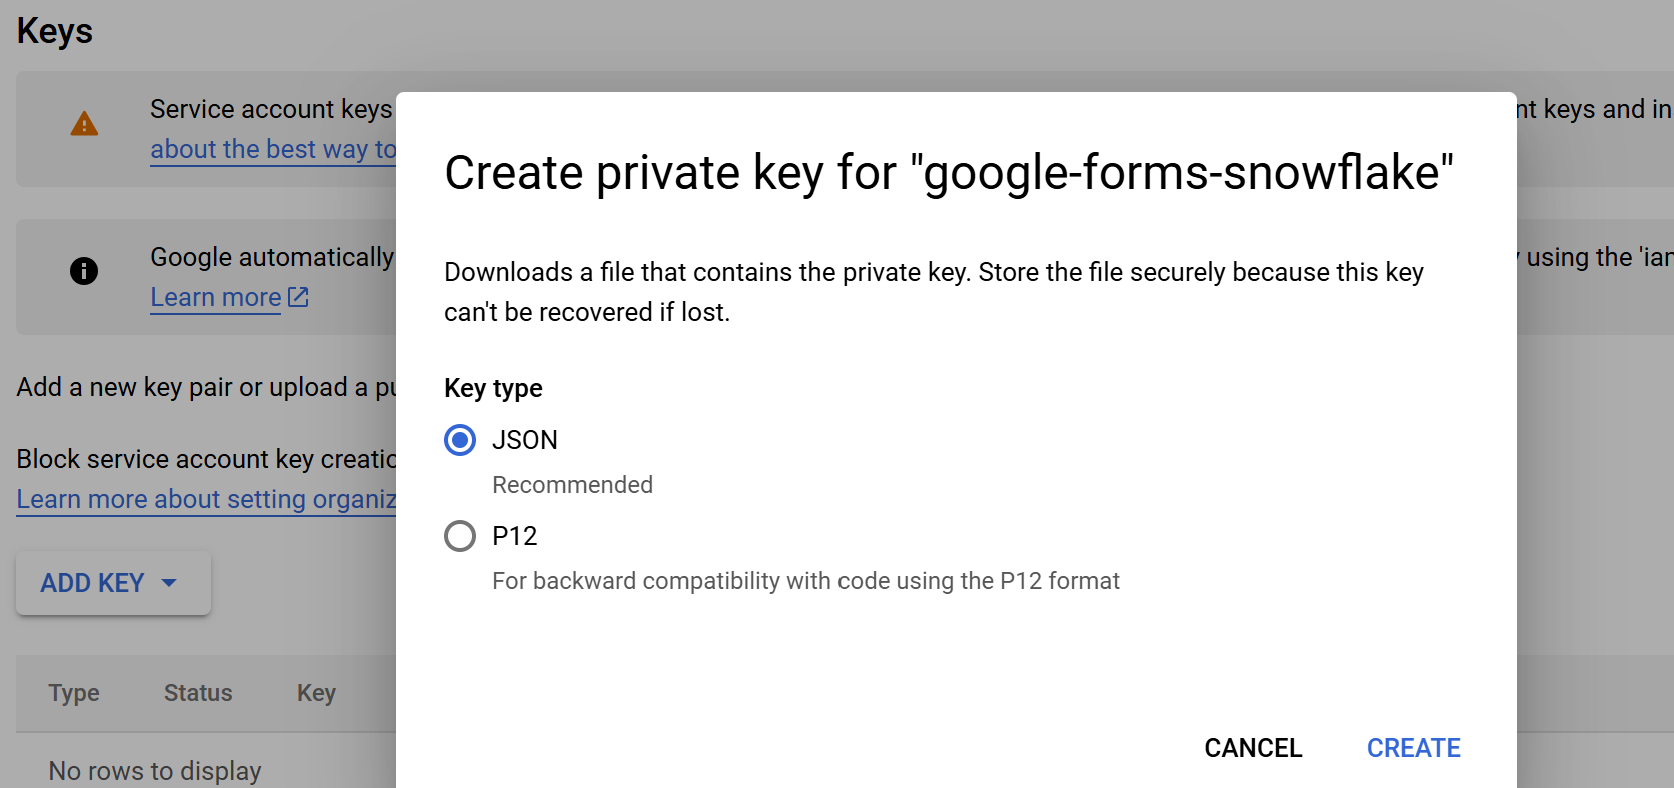 Keys
Service account keys
nt keys and in
about the best way to
Create private key for "google-forms-snowflake"
Google automatically
using the 'iar
Learn more
Downloads a file that contains the private key. Store the file securely because this key
can't be recovered if lost.
Add a new key pair or upload a pu
Key type
JSON
Recommended
Block service account key creatio
Learn more about setting organiz
P12
For backward compatibility with code using the P12 format
ADD KEY
Type Status Key
No rows to display
CANCEL CREATE